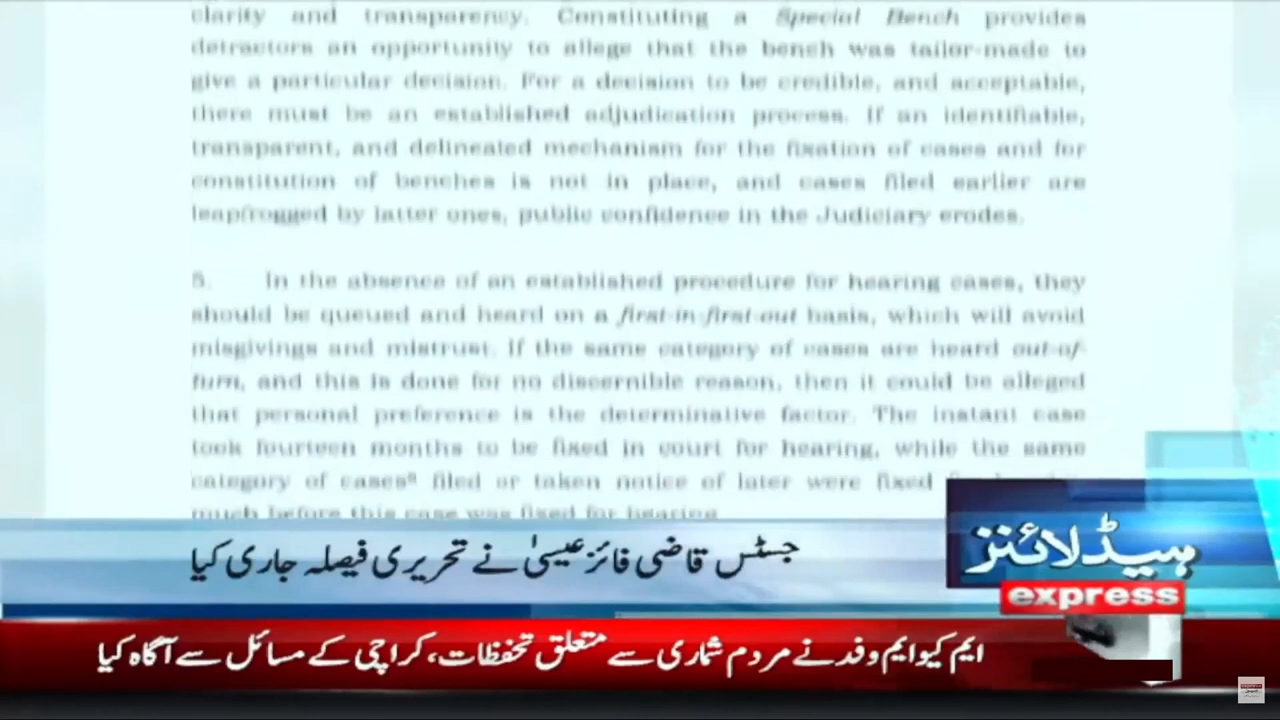 clarity and transparency. Constituting a Special Bench provides
detractors an opportunity to allege that the bench was tailor-made to
give a particular decision. For a decision to be credible, and acceptable,
there must be an established adjudication process. If an identifiable,
transparent, and delineated mechanism for the fixation of cases and for
constitution of benches is not in place, and cases filed earlier are
leapfrogged by latter ones, public confidence in the Judiciary erodes.
5. In the absence of an established procedure for hearing cases, they
should be queued and heard on a first-in-first-out basis, which will avoid
misgivings and mistrust. If the same category of cases are heard out-of-
turn, and this is done for no discernible reason, then it could be alleged
that personal preference is the determinative factor. The instant case
took fourteen months to be fixed in court for hearing, while the same
category of cases filed or taken notice of later were fixed
much before this case was fixed for hearing
جسٹس قاضی فائز عیسیٰ نے تحریری فیصلہ جاری کیا
ہیڈلائنز
express
ایم کیو ایم وفد نے مردم شماری سے متعلق تحفظات، کراچی کے مسائل سے آگاہ کیا